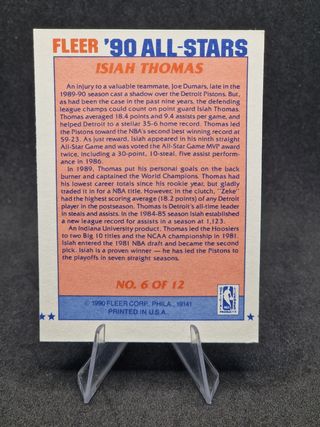 FLEER '90 ALL-STARS
ISIAH THOMAS
An injury to a valuable teammate, Joe Dumars, late in the
1989-90 season cast a shadow over the Detroit Pistons. But,
as had been the case in the past nine years, the defending
league champs could count on point guard Isiah Thomas.
Thomas averaged 18.4 points and 9.4 assists per game, and
helped Detroit to a stellar 35-6 home record. Thomas led
the Pistons toward the NBA's second best winning record at
59-23. As just reward, Isiah appeared in his ninth straight
All-Star Game and was voted the All-Star Game MVP award
twice, including a 30-point, 10-steal, five assist perform-
ance in 1986.
In 1989, Thomas put his personal goals on the back
burner and captained the World Champions. Thomas had
his lowest career totals since his rookie year, but gladly
traded it in for a NBA title. However, in the clutch, "Zeke"
had the highest scoring average (18.2 points) of any Detroit
player in the postseason. Thomas is Detroit's all-time leader
in steals and assists. In the 1984-85 season Isiah established
a new league record for assists in a season at 1,123.
An Indiana University product, Thomas led the Hoosiers
to two Big 10 titles and the NCAA championship in 1981.
Isiah entered the 1981 NBA draft and became the second
pick. Isiah is a proven winner — he has led the Pistons to
the playoffs in seven straight seasons.
NO. 6 OF 12
© 1990 FLEER CORP., PHILA., 19141
PRINTED IN U.S.A.
NBA